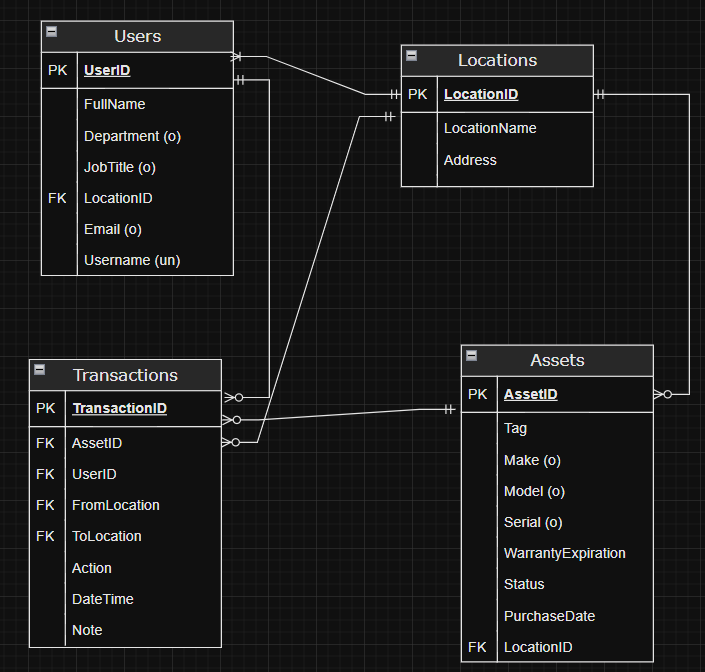 Users
PK UserID
FullName
Department (o)
JobTitle (o)
FK LocationID
Email (o)
Username (un)
Locations
PK LocationID
LocationName
Address
Transactions
PK TransactionID
FK AssetID
FK UserID
FK FromLocation
FK ToLocation
Action
DateTime
Note
Assets
PK AssetID
Tag
Make (o)
Model (o)
Serial (o)
WarrantyExpiration
Status
PurchaseDate
FK LocationID